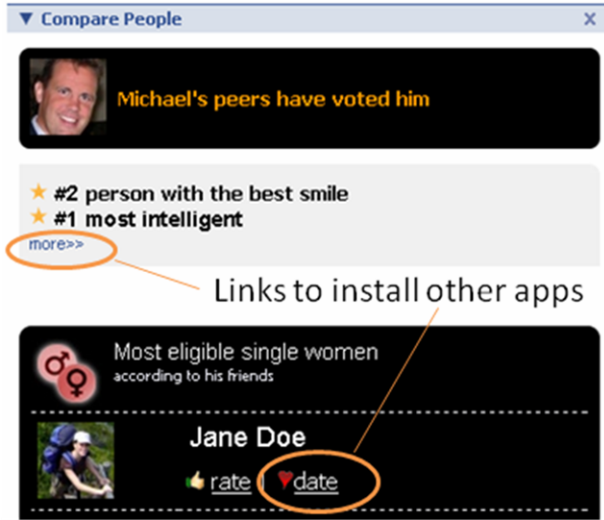 ▼ Compare People x
Michael's peers have voted him
#2 person with the best smile
#1 most intelligent
more>>
Links to install other apps
Most eligible single women
according to his friends
Jane Doe
rate | date